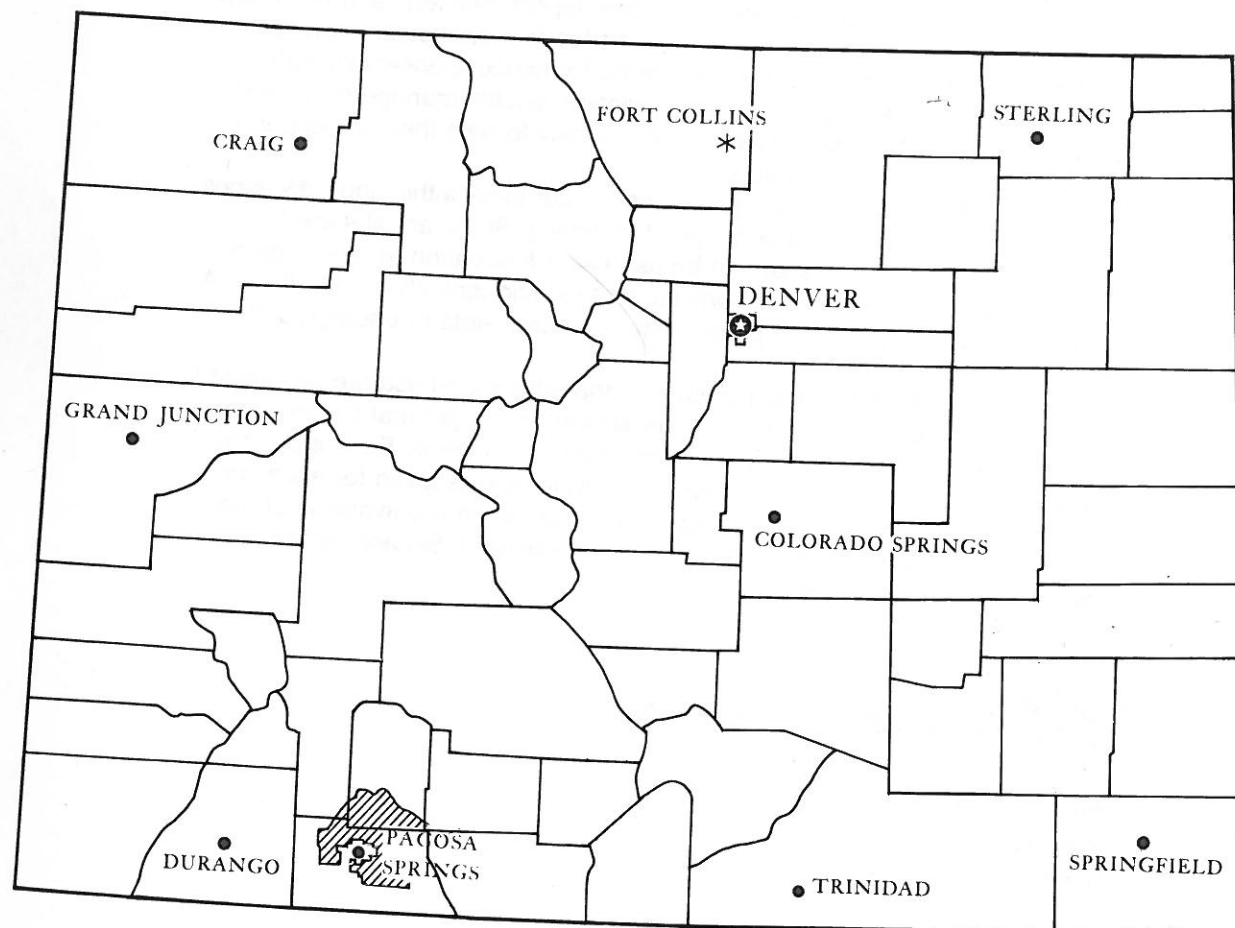 FORT COLLINS
STERLING
CRAIG
DENVER
GRAND JUNCTION
COLORADO SPRINGS
PAGOSA
SPRINGS
DURANGO
SPRINGFIELD
TRINIDAD